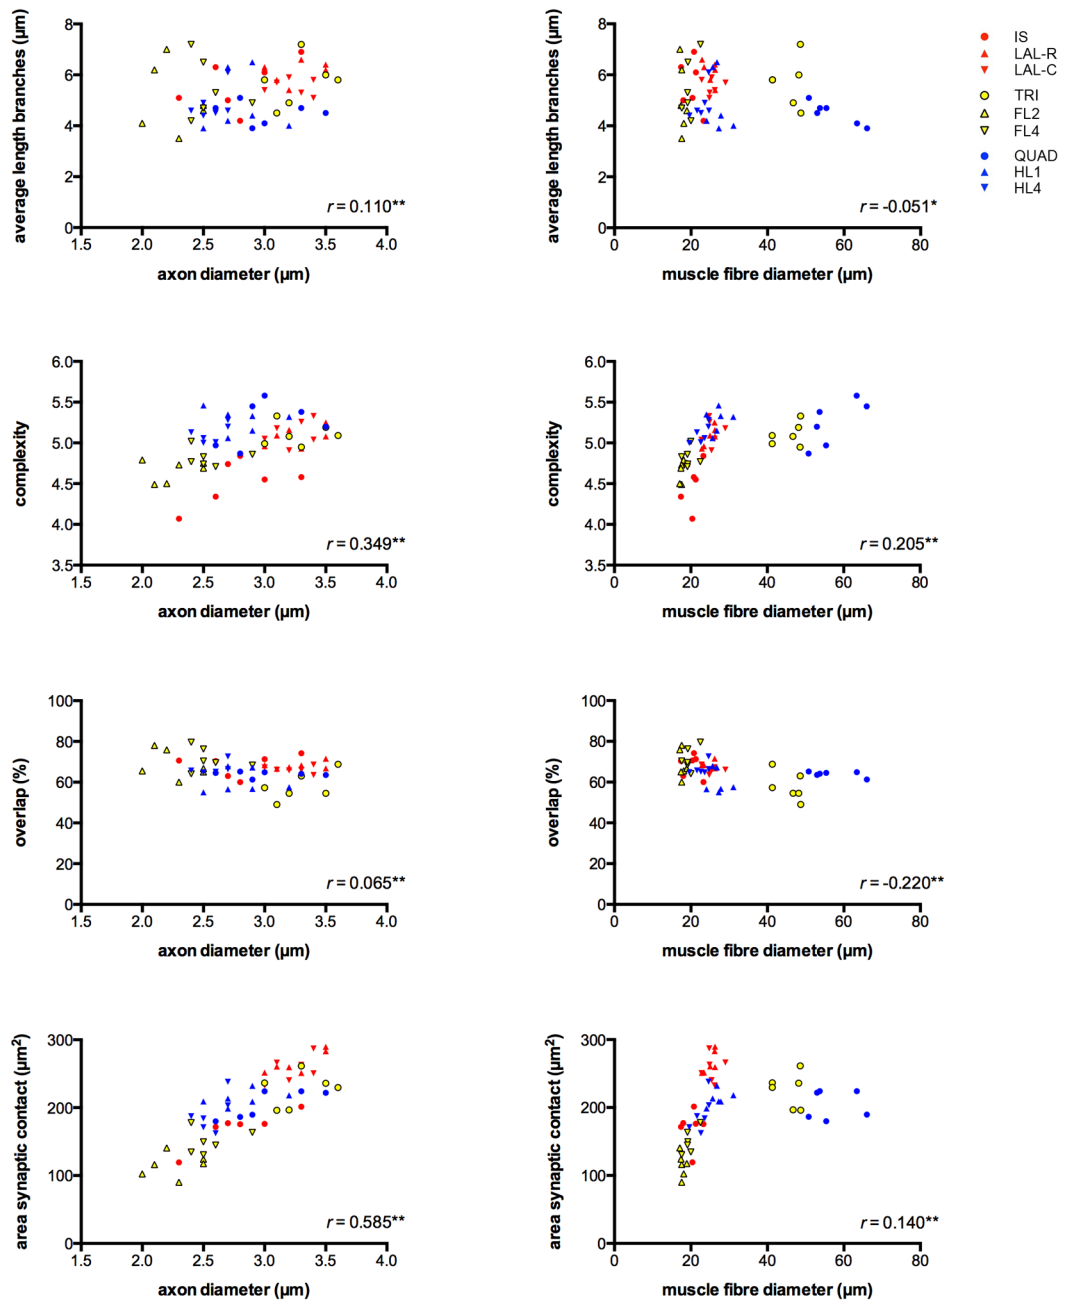 8
6
4
2
0
average length branches (µm)
1.5 2.0 2.5 3.0 3.5 4.0
axon diameter (µm)
r = 0.110**
8
6
4
2
0
average length branches (µm)
0 20 40 60 80
muscle fibre diameter (µm)
r = -0.051*
IS
LAL-R
LAL-C
TRI
FL2
FL4
QUAD
HL1
HL4
6.0
5.5
5.0
4.5
4.0
3.5
complexity
1.5 2.0 2.5 3.0 3.5 4.0
axon diameter (µm)
r = 0.349**
6.0
5.5
5.0
4.5
4.0
3.5
complexity
0 20 40 60 80
muscle fibre diameter (µm)
r = 0.205**
100
80
60
40
20
0
overlap (%)
1.5 2.0 2.5 3.0 3.5 4.0
axon diameter (µm)
r = 0.065**
100
80
60
40
20
0
overlap (%)
0 20 40 60 80
muscle fibre diameter (µm)
r = -0.220**
300
200
100
0
area synaptic contact (µm²)
1.5 2.0 2.5 3.0 3.5 4.0
axon diameter (µm)
r = 0.585**
300
200
100
0
area synaptic contact (µm²)
0 20 40 60 80
muscle fibre diameter (µm)
r = 0.140**